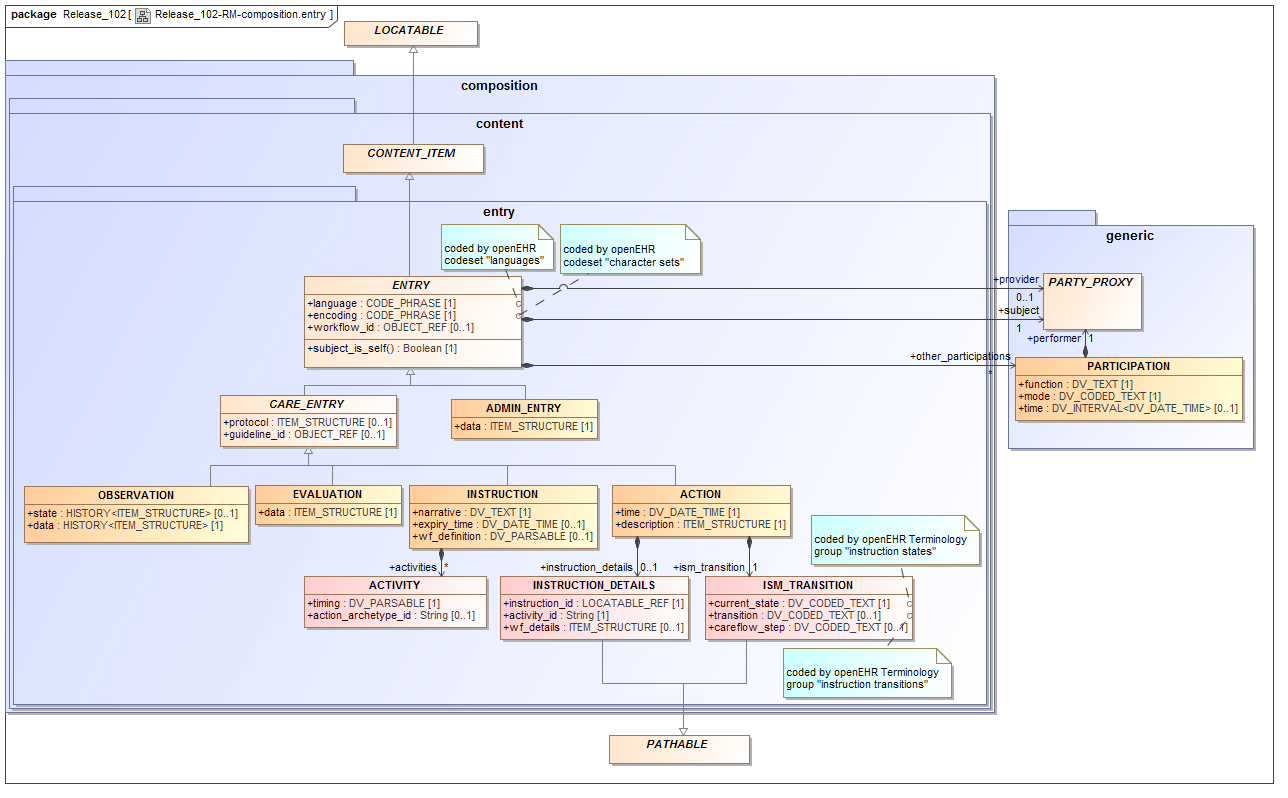 package Release_102 [ Release_102-RM-composition.entry ]
LOCATABLE
composition
content
CONTENT_ITEM
entry
generic
coded by openEHR
codeset "languages"
coded by openEHR
codeset "character sets"
ENTRY
+language : CODE_PHRASE [1]
+encoding : CODE_PHRASE [1]
+workflow_id : OBJECT_REF [0..1]
+subject_is_self() : Boolean [1]
+provider
0..1
+subject
1
PARTY_PROXY
+performer
1
+other_participations
*
PARTICIPATION
+function : DV_TEXT [1]
+mode : DV_CODED_TEXT [1]
+time : DV_INTERVAL<DV_DATE_TIME> [0..1]
CARE_ENTRY
+protocol : ITEM_STRUCTURE [0..1]
+guideline_id : OBJECT_REF [0..1]
ADMIN_ENTRY
+data : ITEM_STRUCTURE [1]
OBSERVATION
+state : HISTORY<ITEM_STRUCTURE> [0..1]
+data : HISTORY<ITEM_STRUCTURE> [1]
EVALUATION
+data : ITEM_STRUCTURE [1]
INSTRUCTION
+narrative : DV_TEXT [1]
+expiry_time : DV_DATE_TIME [0..1]
+wf_definition : DV_PARSABLE [0..1]
ACTION
+time : DV_DATE_TIME [1]
+description : ITEM_STRUCTURE [1]
coded by openEHR Terminology
group "instruction states"
+activities
*
+instruction_details
0..1
+ism_transition
1
ACTIVITY
+timing : DV_PARSABLE [1]
+action_archetype_id : String [0..1]
INSTRUCTION_DETAILS
+instruction_id : LOCATABLE_REF [1]
+activity_id : String [1]
+wf_details : ITEM_STRUCTURE [0..1]
ISM_TRANSITION
+current_state : DV_CODED_TEXT [1]
+transition : DV_CODED_TEXT [0..1]
+careflow_step : DV_CODED_TEXT [0..1]
coded by openEHR Terminology
group "instruction transitions"
PATHABLE